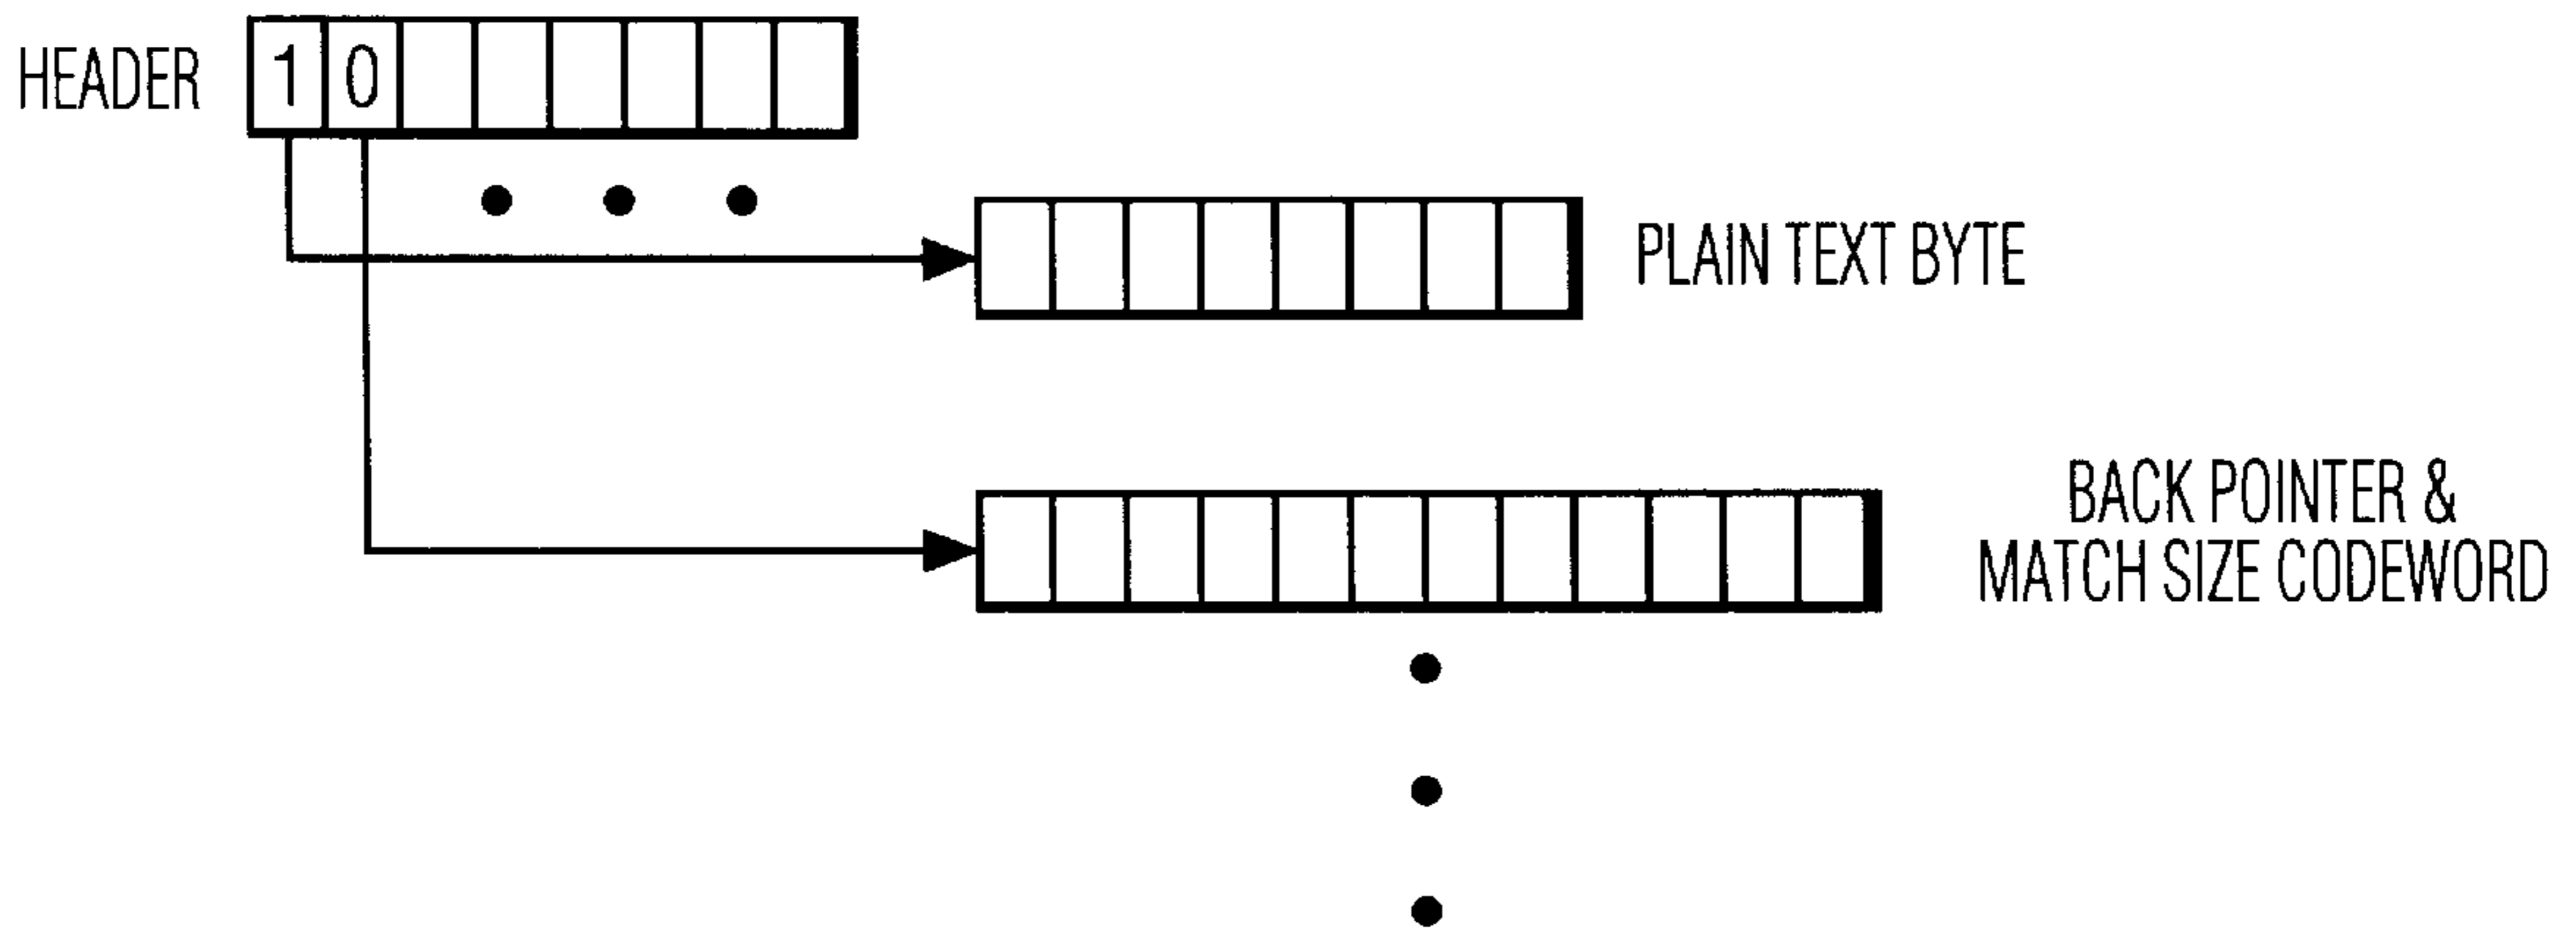 HEADER 1 0
PLAIN TEXT BYTE
BACK POINTER &
MATCH SIZE CODEWORD